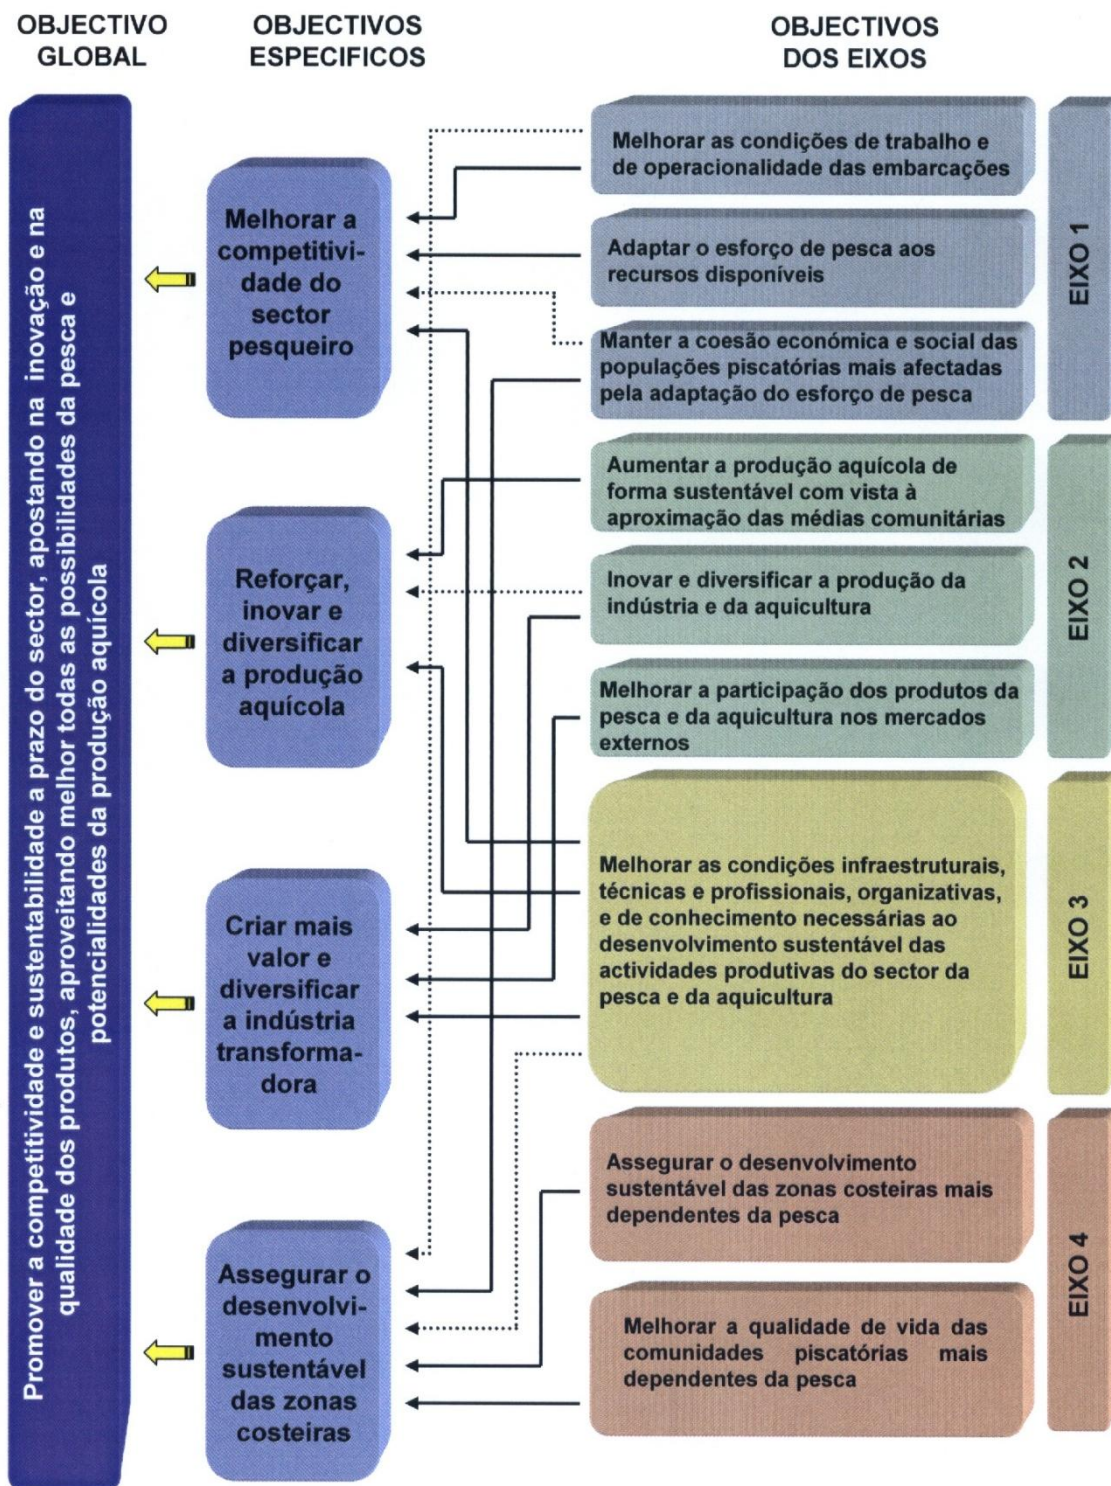 OBJECTIVO
GLOBAL
OBJECTIVOS
ESPECIFICOS
OBJECTIVOS
DOS EIXOS
Promover a competitividade e sustentabilidade a prazo do sector, apostando na inovação e na
qualidade dos produtos, aproveitando melhor todas as possibilidades da pesca e
potencialidades da produção aquícola
Melhorar a
competitivi-
dade do
sector
pesqueiro
Reforçar,
inovar e
diversificar
a produção
aquícola
Criar mais
valor e
diversificar
a indústria
transforma-
dora
Assegurar o
desenvolvi-
mento
sustentável
das zonas
costeiras
Melhorar as condições de trabalho e
de operacionalidade das embarcações
Adaptar o esforço de pesca aos
recursos disponíveis
Manter a coesão económica e social das
populações piscatórias mais afectadas
pela adaptação do esforço de pesca
EIXO 1
Aumentar a produção aquícola de
forma sustentável com vista à
aproximação das médias comunitárias
Inovar e diversificar a produção da
indústria e da aquicultura
Melhorar a participação dos produtos da
pesca e da aquicultura nos mercados
externos
EIXO 2
Melhorar as condições infraestruturais,
técnicas e profissionais, organizativas,
e de conhecimento necessárias ao
desenvolvimento sustentável das
actividades produtivas do sector da
pesca e da aquicultura
EIXO 3
Assegurar o desenvolvimento
sustentável das zonas costeiras mais
dependentes da pesca
Melhorar a qualidade de vida das
comunidades piscatórias mais
dependentes da pesca
EIXO 4